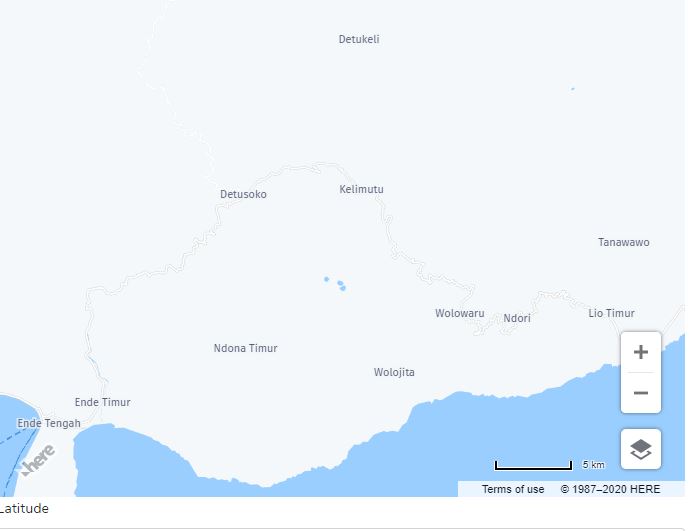 Detukeli
Detusoko
Kelimutu
Tanawawo
Wolowaru
Ndori
Lio Timur
Ndona Timur
Wolojita
Ende Timur
Ende Tengah
here
5 km
Terms of use © 1987–2020 HERE
Latitude